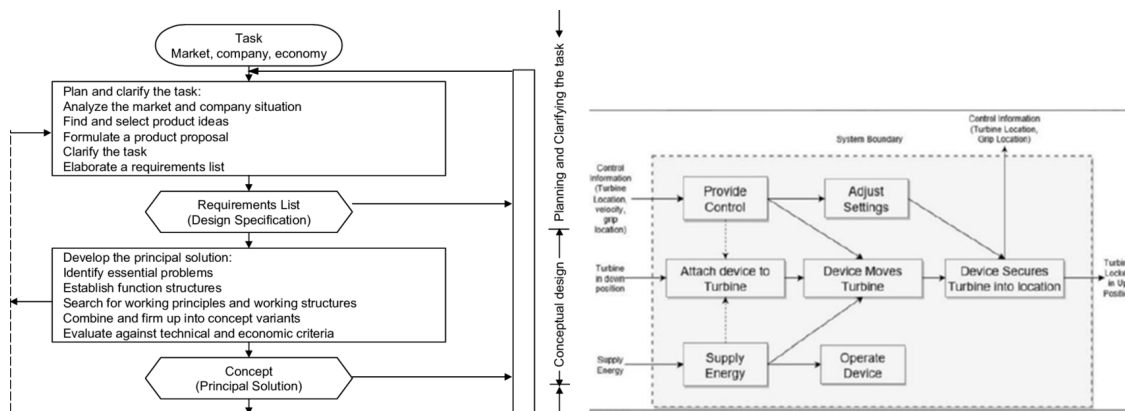 Task
Market, company, economy
Plan and clarify the task:
Analyze the market and company situation
Find and select product ideas
Formulate a product proposal
Clarify the task
Elaborate a requirements list
Requirements List
(Design Specification)
Develop the principal solution:
Identify essential problems
Establish function structures
Search for working principles and working structures
Combine and firm up into concept variants
Evaluate against technical and economic criteria
Concept
(Principal Solution)
Planning and Clarifying the task
Conceptual design
Control Information
(Turbine Location,
Grip Location)
System Boundary
Control
Information
(Turbine
Location,
velocity,
grip
location)
Provide
Control
Adjust
Settings
Turbine
in down
position
Attach device to
Turbine
Device Moves
Turbine
Device Secures
Turbine into location
Turbin
Locke
in Up
Position
Supply
Energy
Supply
Energy
Operate
Device